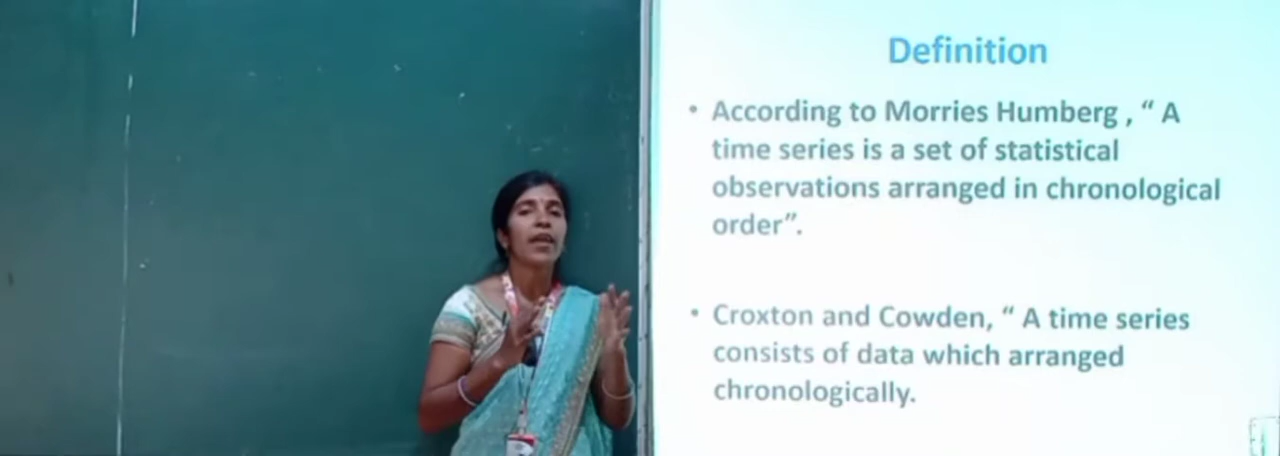 Definition
• According to Morries Humberg , “ A
time series is a set of statistical
observations arranged in chronological
order”.
• Croxton and Cowden, “ A time series
consists of data which arranged
chronologically.